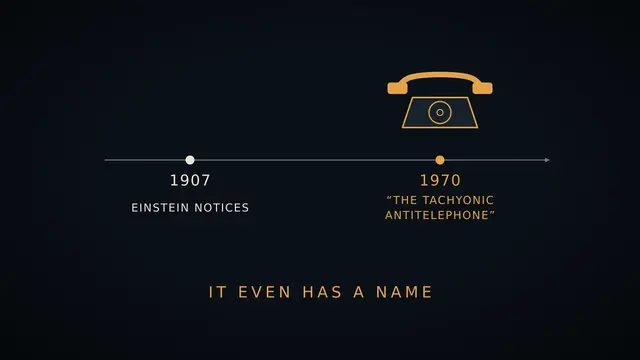 1907
EINSTEIN NOTICES
1970
“THE TACHYONIC
ANTITELEPHONE”
IT EVEN HAS A NAME